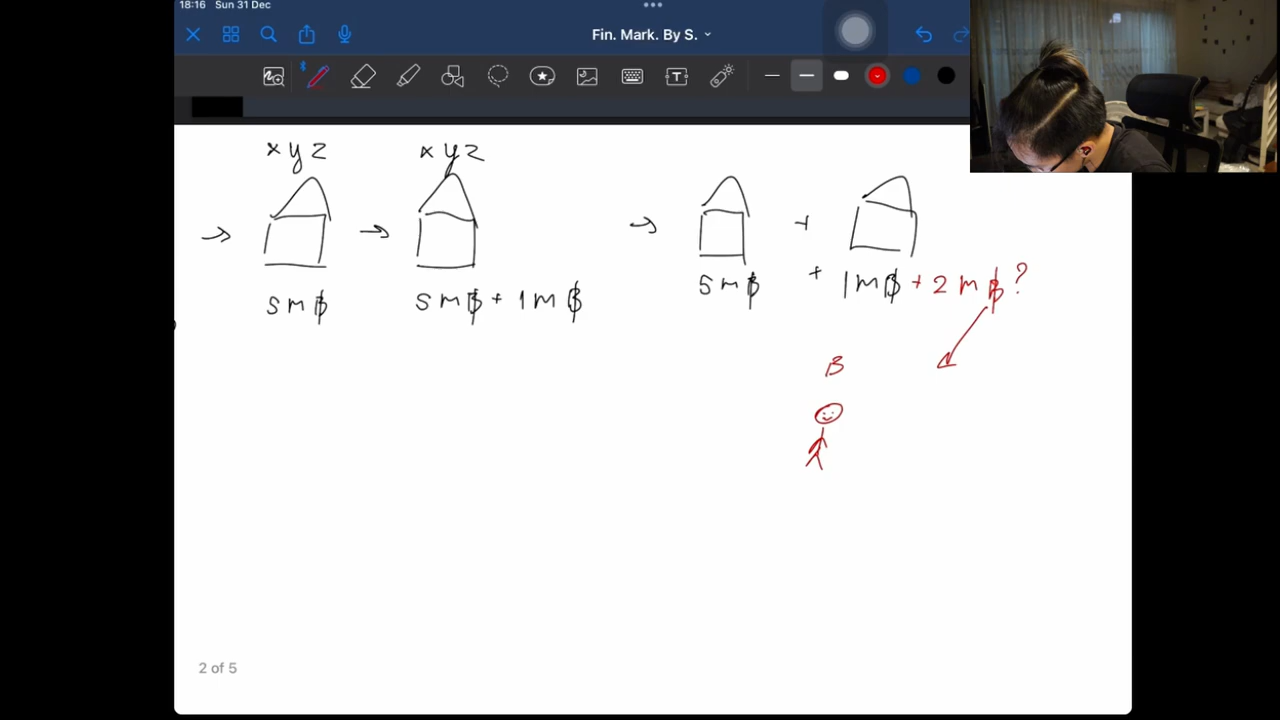 18:16 Sun 31 Dec
Fin. Mark. By S.
T
x y z
x y z
→ → → +
5 m ฿
5 m ฿ + 1 m ฿
5 m ฿ + 1 m ฿ + 2 m ฿ ?
B
2 of 5